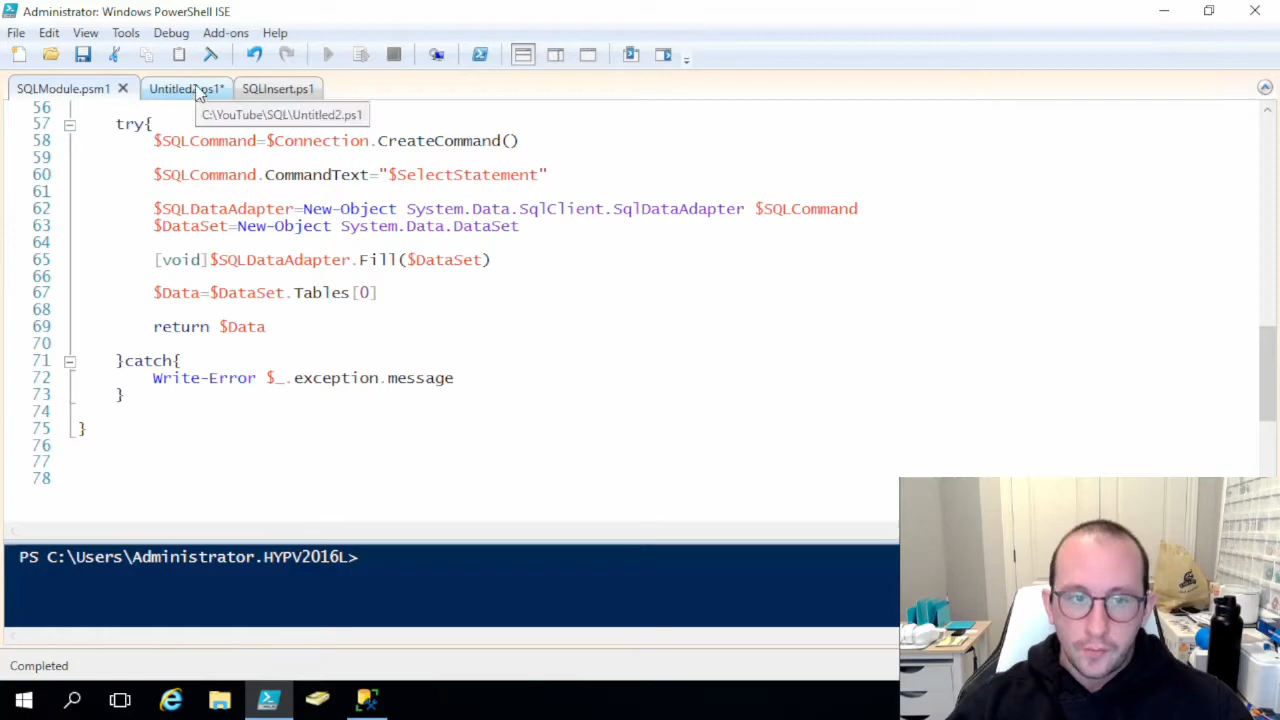 Administrator: Windows PowerShell ISE
File Edit View Tools Debug Add-ons Help
SQLModule.psm1 Untitled2.ps1* SQLInsert.ps1
C:\YouTube\SQL\Untitled2.ps1
56
57 try{
58 $SQLCommand=$Connection.CreateCommand()
59
60 $SQLCommand.CommandText="$SelectStatement"
61
62 $SQLDataAdapter=New-Object System.Data.SqlClient.SqlDataAdapter $SQLCommand
63 $DataSet=New-Object System.Data.DataSet
64
65 [void]$SQLDataAdapter.Fill($DataSet)
66
67 $Data=$DataSet.Tables[0]
68
69 return $Data
70
71 }catch{
72 Write-Error $_.exception.message
73 }
74
75 }
76
77
78
PS C:\Users\Administrator.HYPV2016L>
Completed